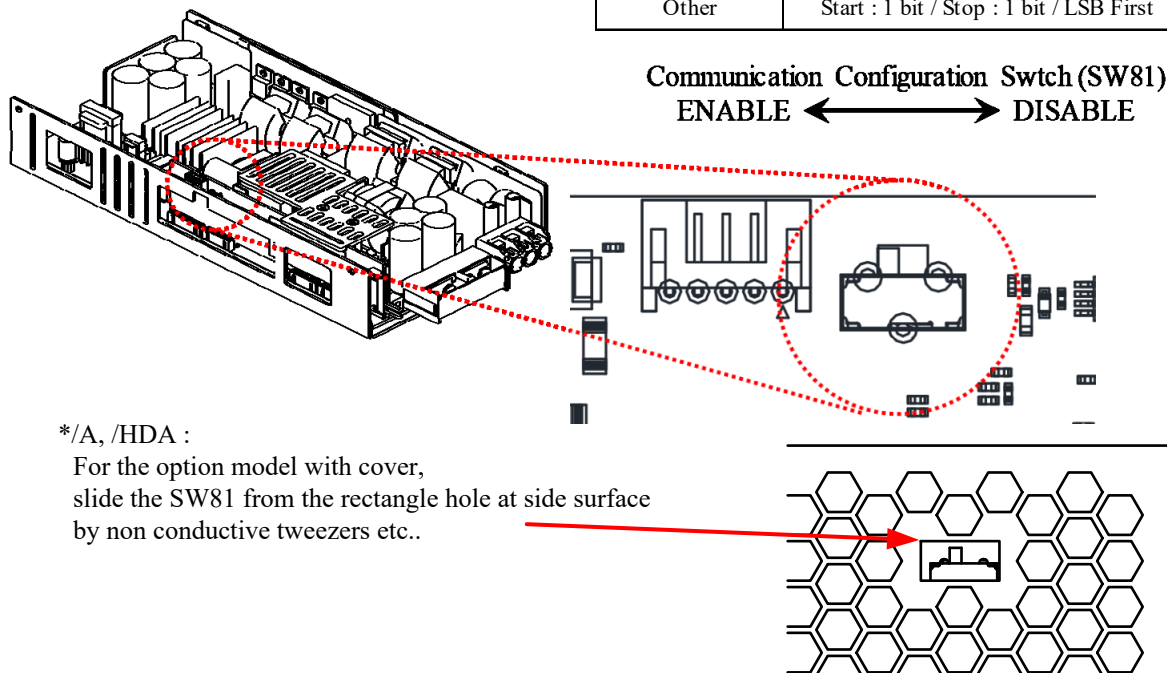 Other Start : 1 bit / Stop : 1 bit / LSB First
Communication Configuration Swtch (SW81)
ENABLE DISABLE
*/A, /HDA :
For the option model with cover,
slide the SW81 from the rectangle hole at side surface
by non conductive tweezers etc..